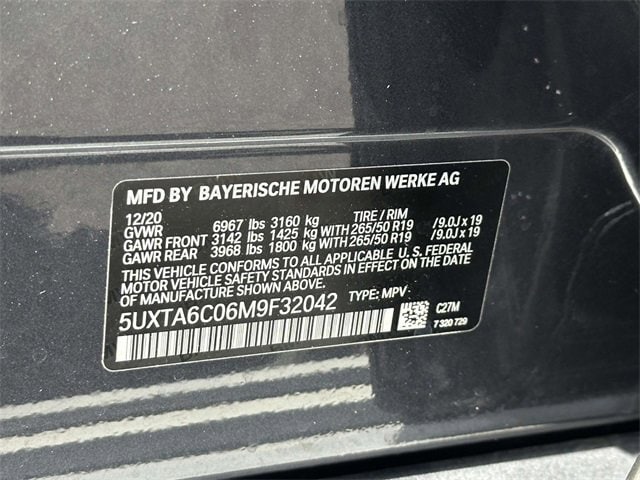 MFD BY BAYERISCHE MOTOREN WERKE AG
12/20 TIRE / RIM
GVWR 6967 lbs 3160 kg
GAWR FRONT 3142 lbs 1425 kg WITH 265/50 R19 /9.0J x 19
GAWR REAR 3968 lbs 1800 kg WITH 265/50 R19 /9.0J x 19
THIS VEHICLE CONFORMS TO ALL APPLICABLE U. S. FEDERAL
MOTOR VEHICLE SAFETY STANDARDS IN EFFECT ON THE DATE
OF MANUFACTURE SHOWN ABOVE.
5UXTA6C06M9F32042 TYPE: MPV
C27M
7 320 729